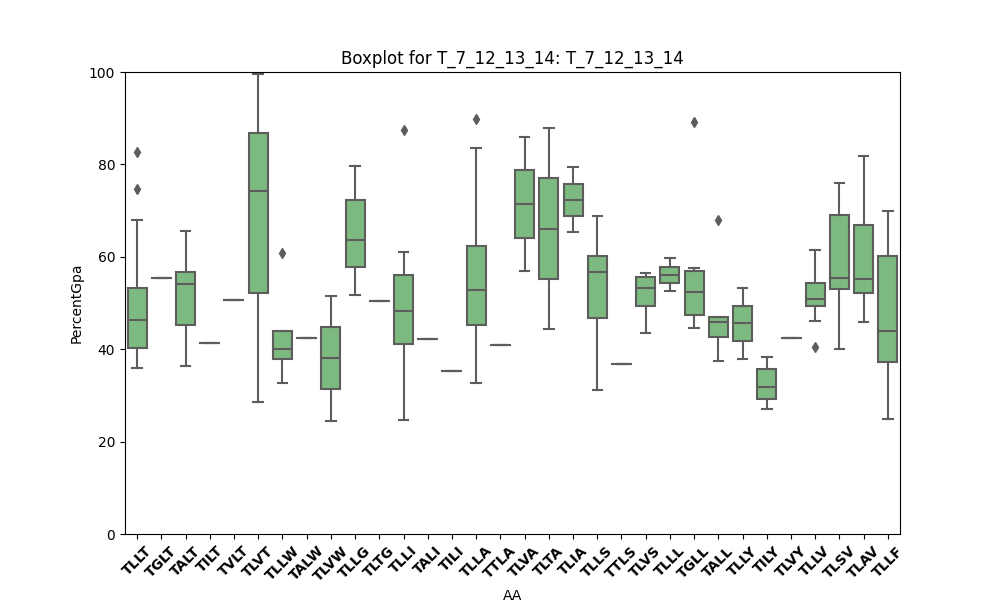 Boxplot for T_7_12_13_14: T_7_12_13_14
PercentGpa
100
80
60
40
20
0
TLLT TGLT TALT TILT TVLT TLVT TLLW TALW TLVW TLLG TLTG TLLI TALI TILI TLLA TTLA TLVA TLTA TLIA TLLS TTLS TLVS TLLL TGLL TALL TLLY TILY TLVY TLLV TLSV TLAV TLLF
AA